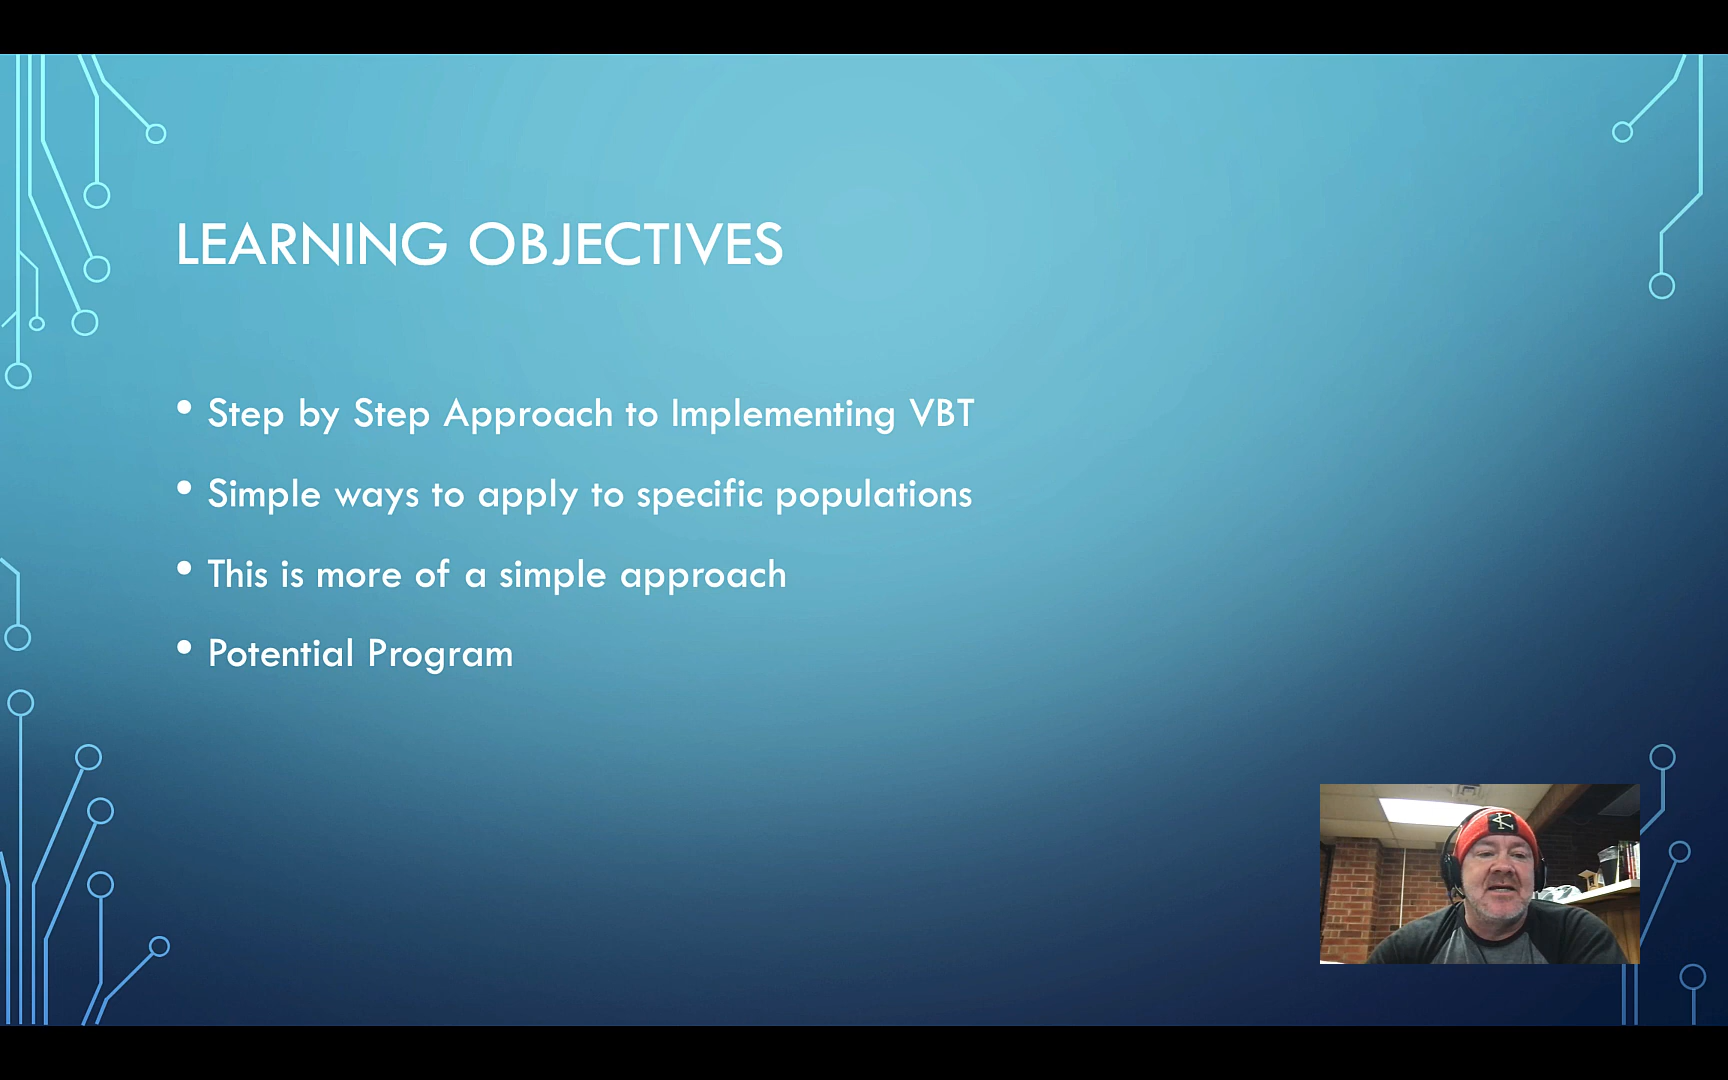 LEARNING OBJECTIVES
• Step by Step Approach to Implementing VBT
• Simple ways to apply to specific populations
• This is more of a simple approach
• Potential Program